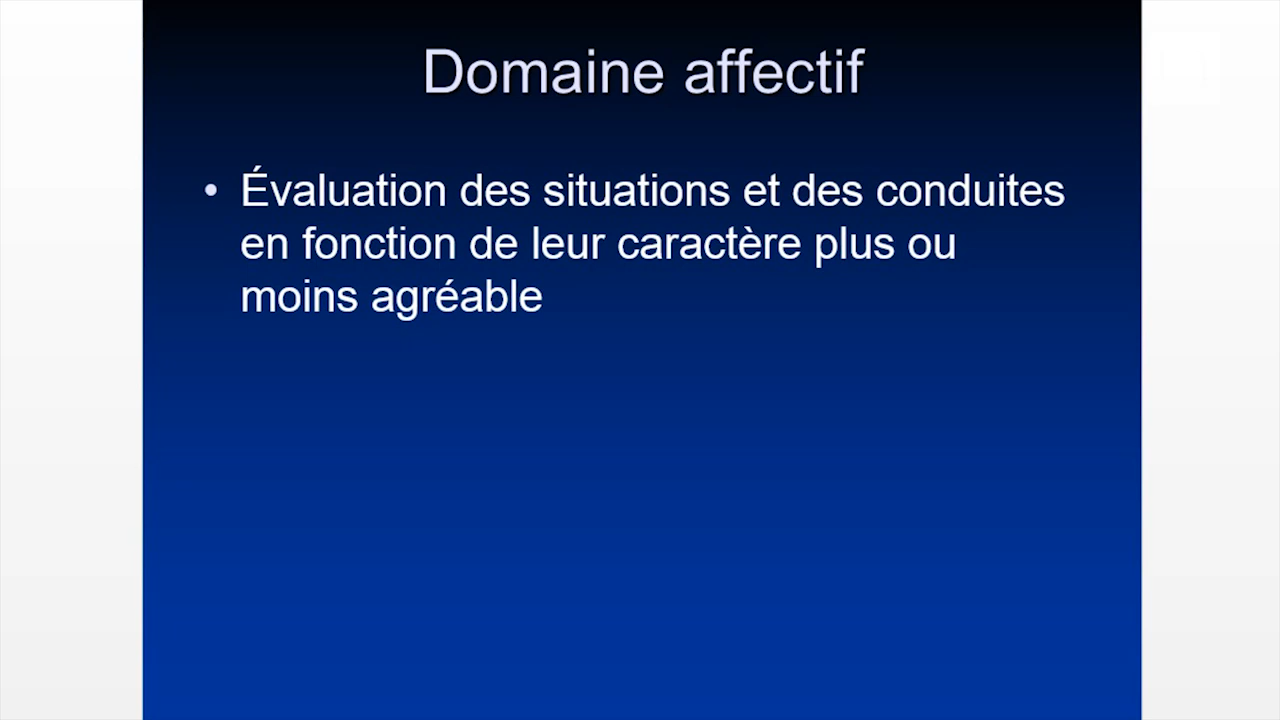 Domaine affectif
• Évaluation des situations et des conduites
en fonction de leur caractère plus ou
moins agréable